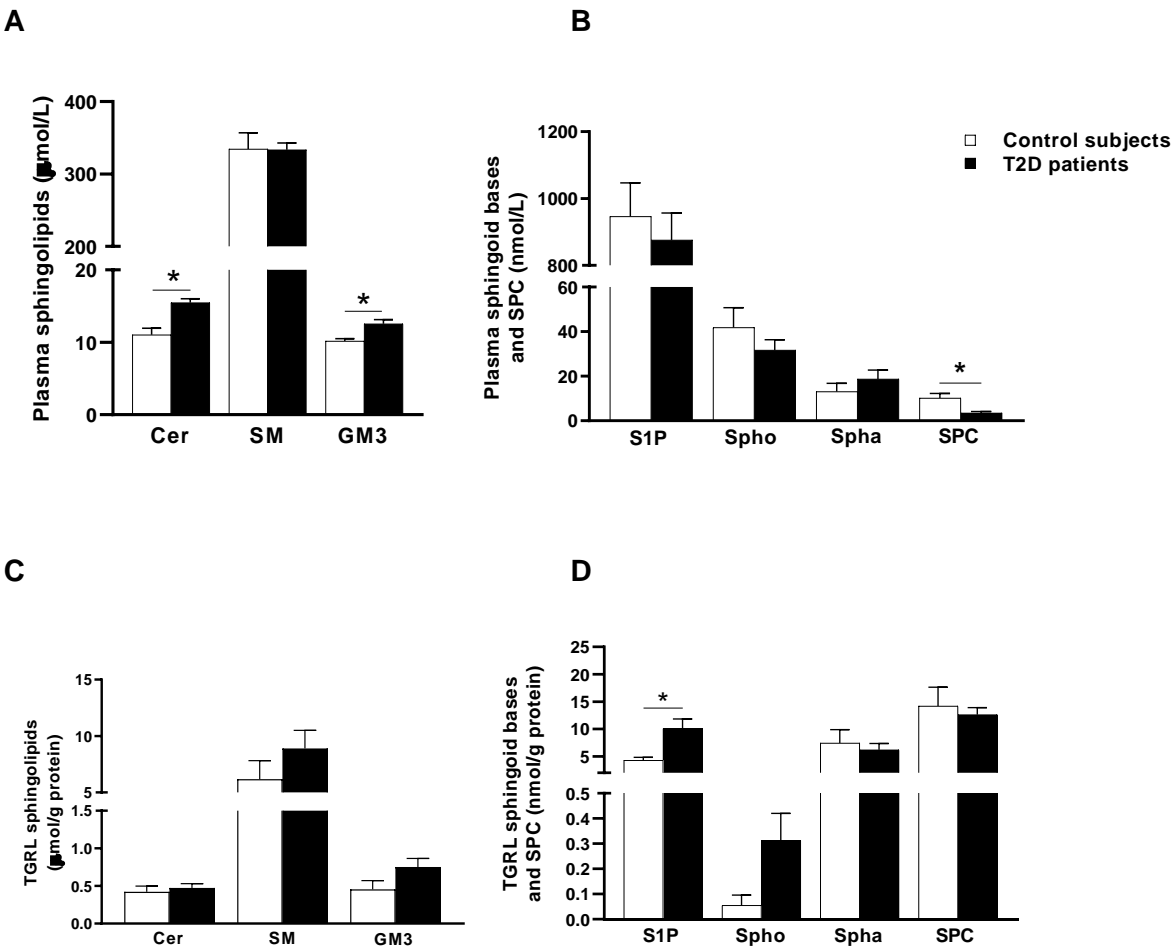 A
Plasma sphingolipids (µmol/L)
400
300
200
20
10
0
*
*
Cer SM GM3
B
Plasma sphingoid bases
and SPC (nmol/L)
1200
1000
800
60
40
20
0
*
S1P Spho Spha SPC
Control subjects
T2D patients
C
TGRL sphingolipids
(µmol/g protein)
15
10
5
1.5
1.0
0.5
0.0
Cer SM GM3
D
TGRL sphingoid bases
and SPC (nmol/g protein)
25
20
15
10
5
0.5
0.4
0.3
0.2
0.1
0.0
*
S1P Spho Spha SPC